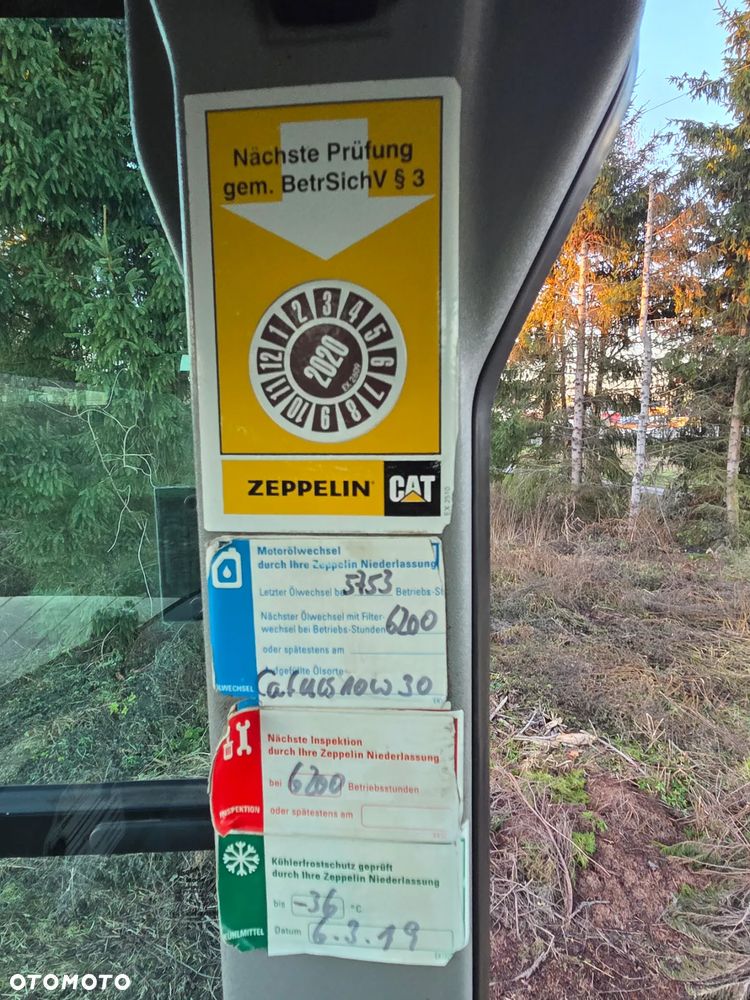 Nächste Prüfung
gem. BetrSichV § 3
1 2 3 4 5 6 7 8 9 10 11 12
2020
ZEPPELIN CAT
Motorölwechsel
durch Ihre Zeppelin Niederlassung
Letzter Ölwechsel 5753 Betriebs-St
Nächster Ölwechsel mit Filter
wechsel bei Betriebs-Stunden 6200
oder spätestens am
Aufgefüllte Ölsorte
ÖLWECHSEL
30
Nächste Inspektion
durch Ihre Zeppelin Niederlassung
bei 6200 Betriebsstunden
oder spätestens am
INSPEKTION
Kühlerfrostschutz geprüft
durch Ihre Zeppelin Niederlassung
bis -36 °C
Datum 6.3.19
KÜHLMITTEL
OTOMOTO